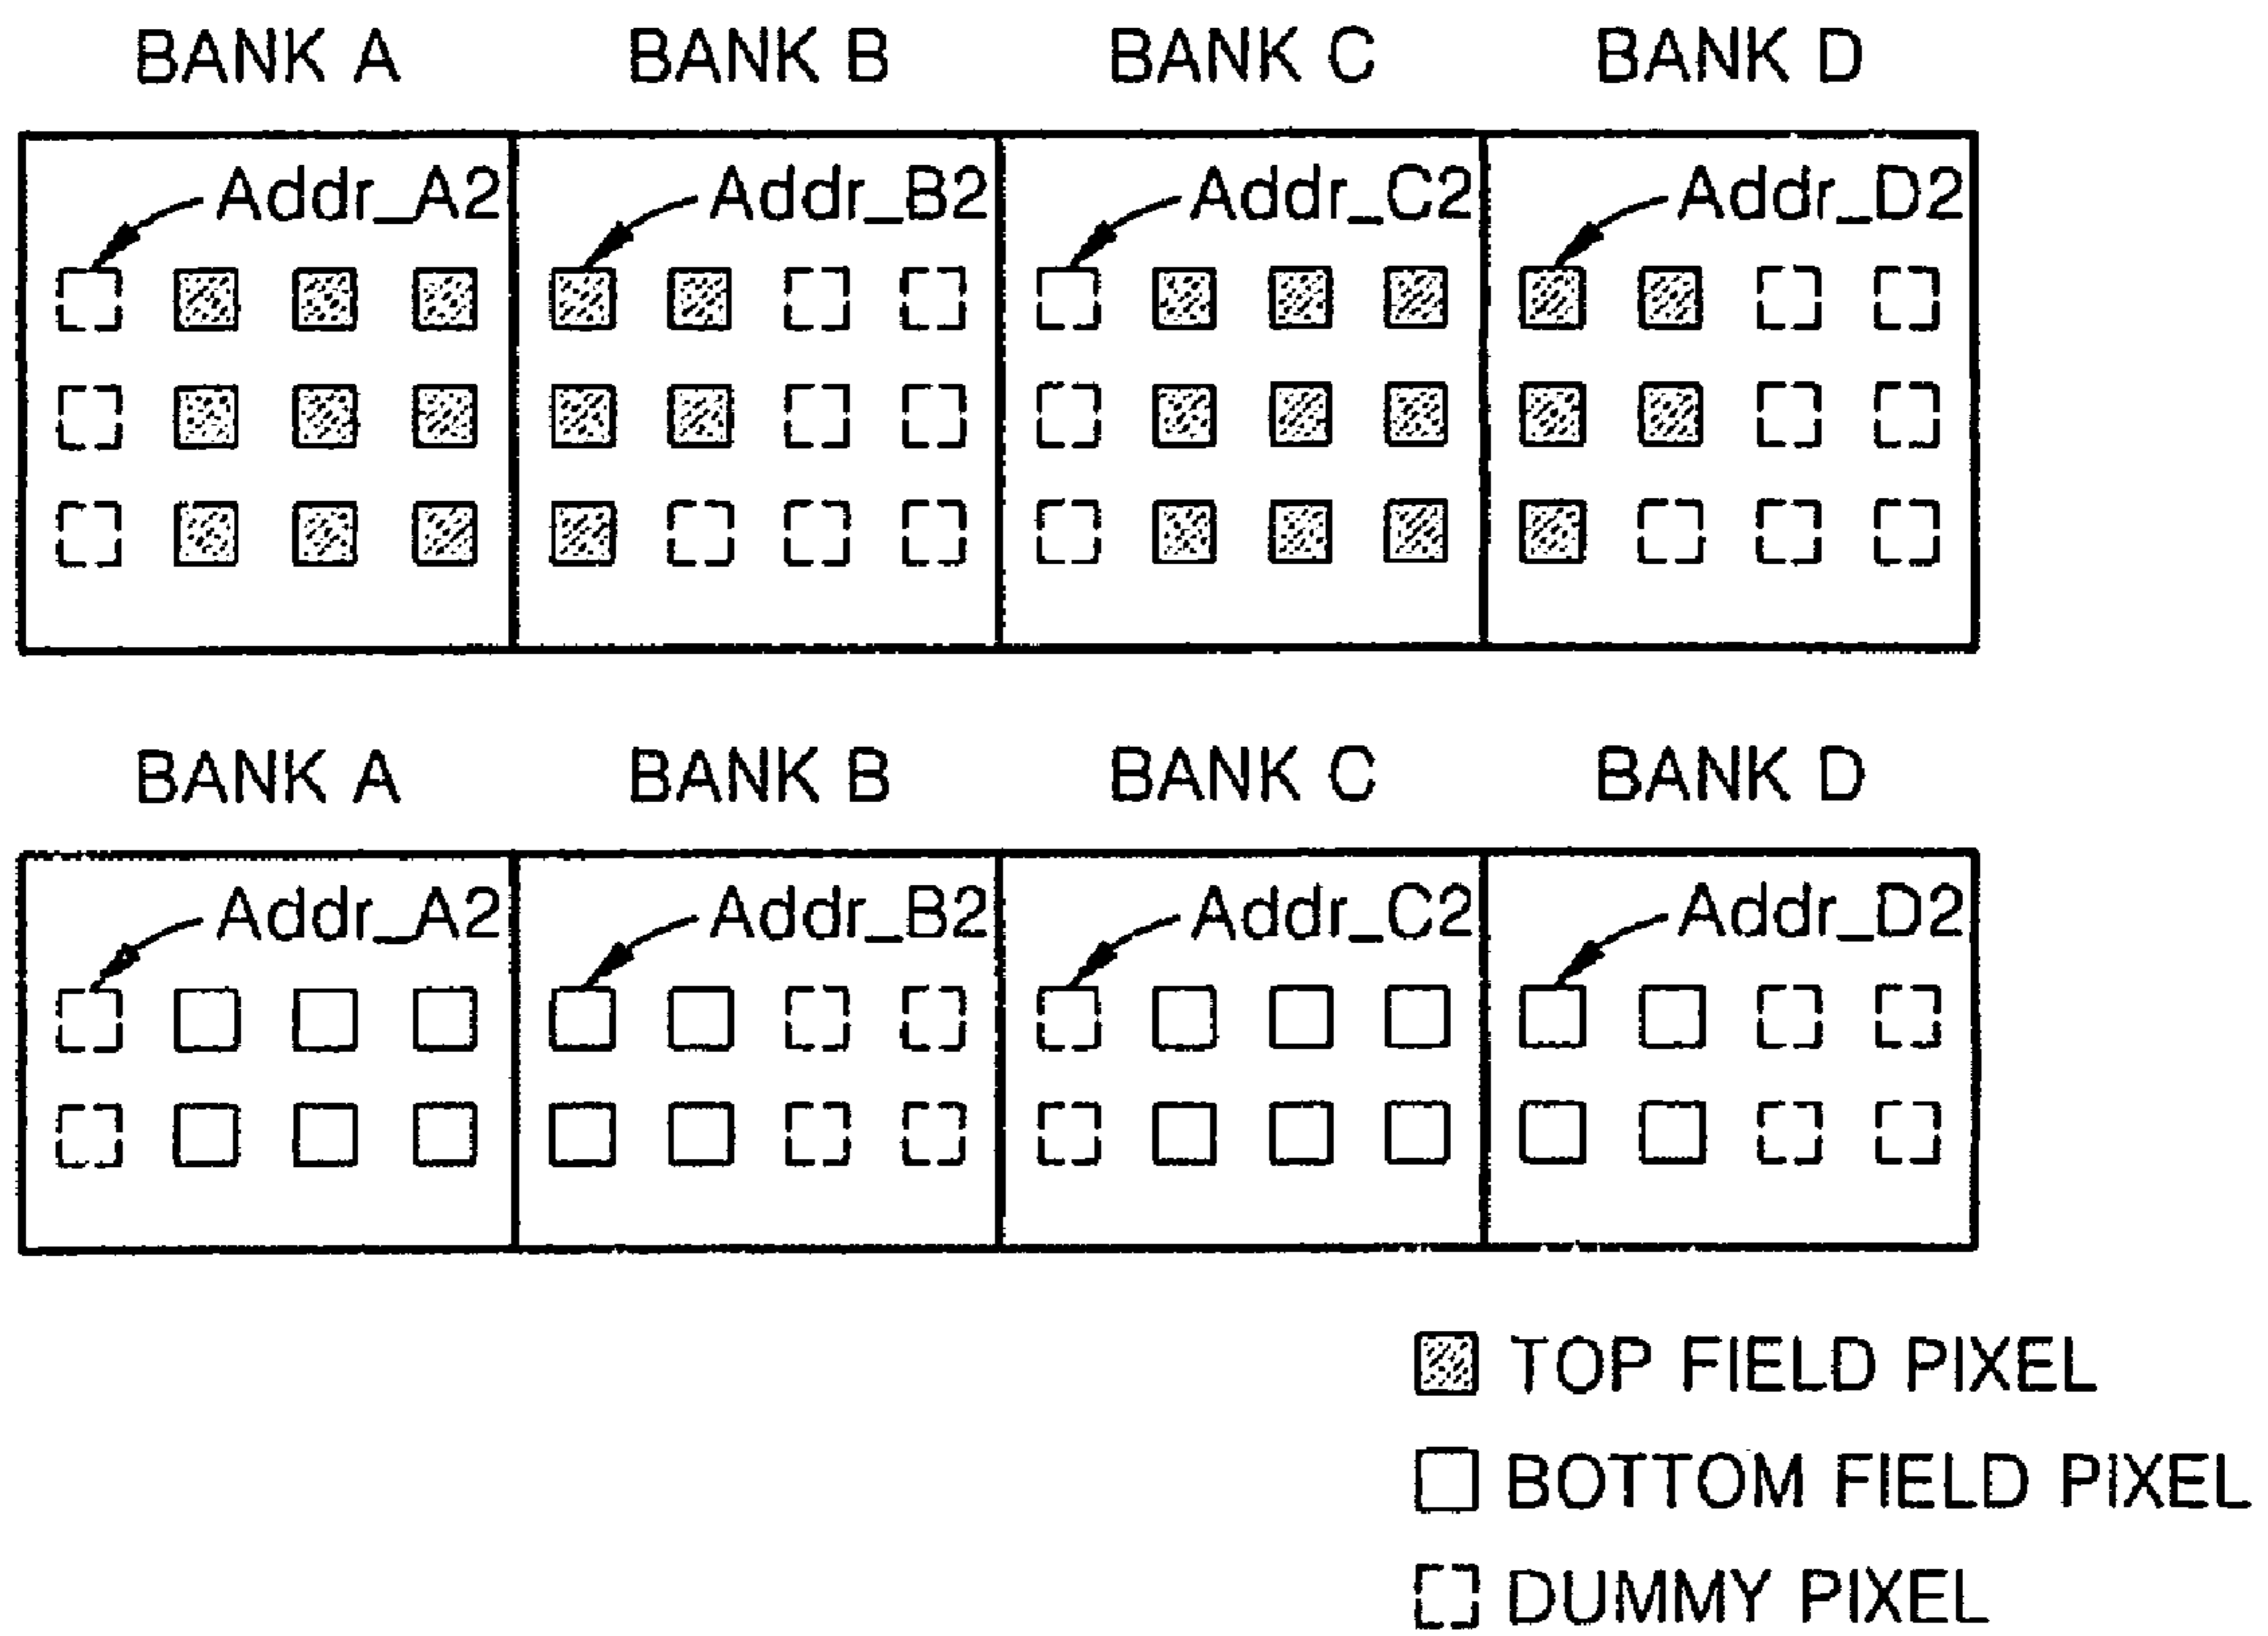 BANK A BANK B BANK C BANK D
Addr_A2 Addr_B2 Addr_C2 Addr_D2
BANK A BANK B BANK C BANK D
Addr_A2 Addr_B2 Addr_C2 Addr_D2
TOP FIELD PIXEL
BOTTOM FIELD PIXEL
DUMMY PIXEL